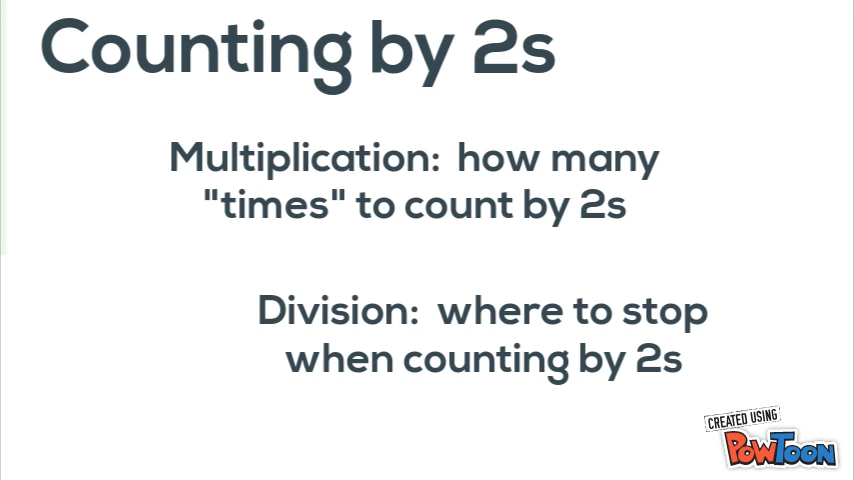 Counting by 2s
Multiplication: how many
"times" to count by 2s
Division: where to stop
when counting by 2s
CREATED USING
POWTOON